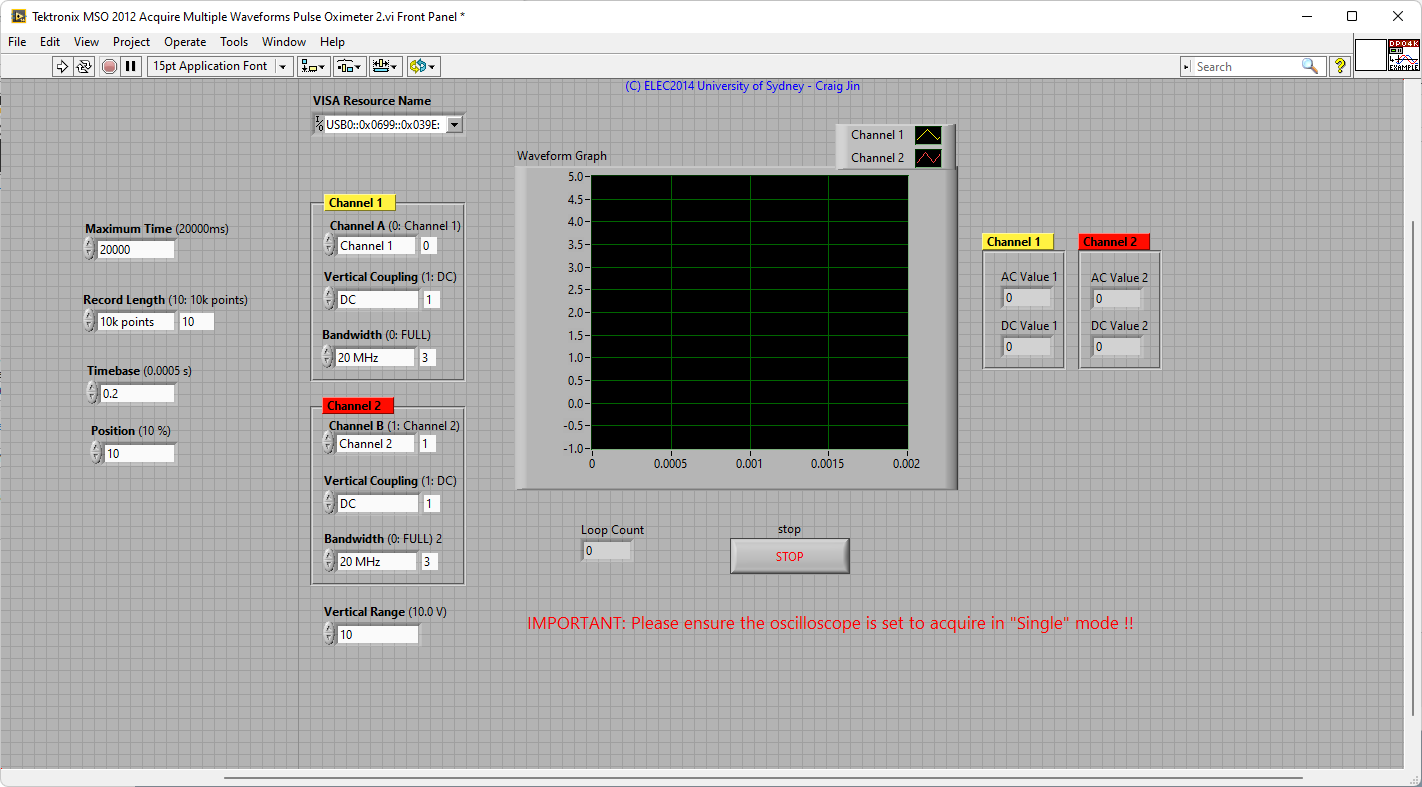 Tektronix MSO 2012 Acquire Multiple Waveforms Pulse Oximeter 2.vi Front Panel *
File Edit View Project Operate Tools Window Help
15pt Application Font
Search
?
DPO4K
EXAMPLE
(C) ELEC2014 University of Sydney - Craig Jin
VISA Resource Name
I/O USB0::0x0699::0x039E:
Maximum Time (20000ms)
20000
Record Length (10: 10k points)
10k points 10
Timebase (0.0005 s)
0.2
Position (10 %)
10
Channel 1
Channel A (0: Channel 1)
Channel 1 0
Vertical Coupling (1: DC)
DC 1
Bandwidth (0: FULL)
20 MHz 3
Channel 2
Channel B (1: Channel 2)
Channel 2 1
Vertical Coupling (1: DC)
DC 1
Bandwidth (0: FULL) 2
20 MHz 3
Vertical Range (10.0 V)
10
Waveform Graph
Channel 1
Channel 2
5.0
4.5
4.0
3.5
3.0
2.5
2.0
1.5
1.0
0.5
0.0
-0.5
-1.0
0 0.0005 0.001 0.0015 0.002
Channel 1
AC Value 1
0
DC Value 1
0
Channel 2
AC Value 2
0
DC Value 2
0
Loop Count
0
stop
STOP
IMPORTANT: Please ensure the oscilloscope is set to acquire in "Single" mode !!